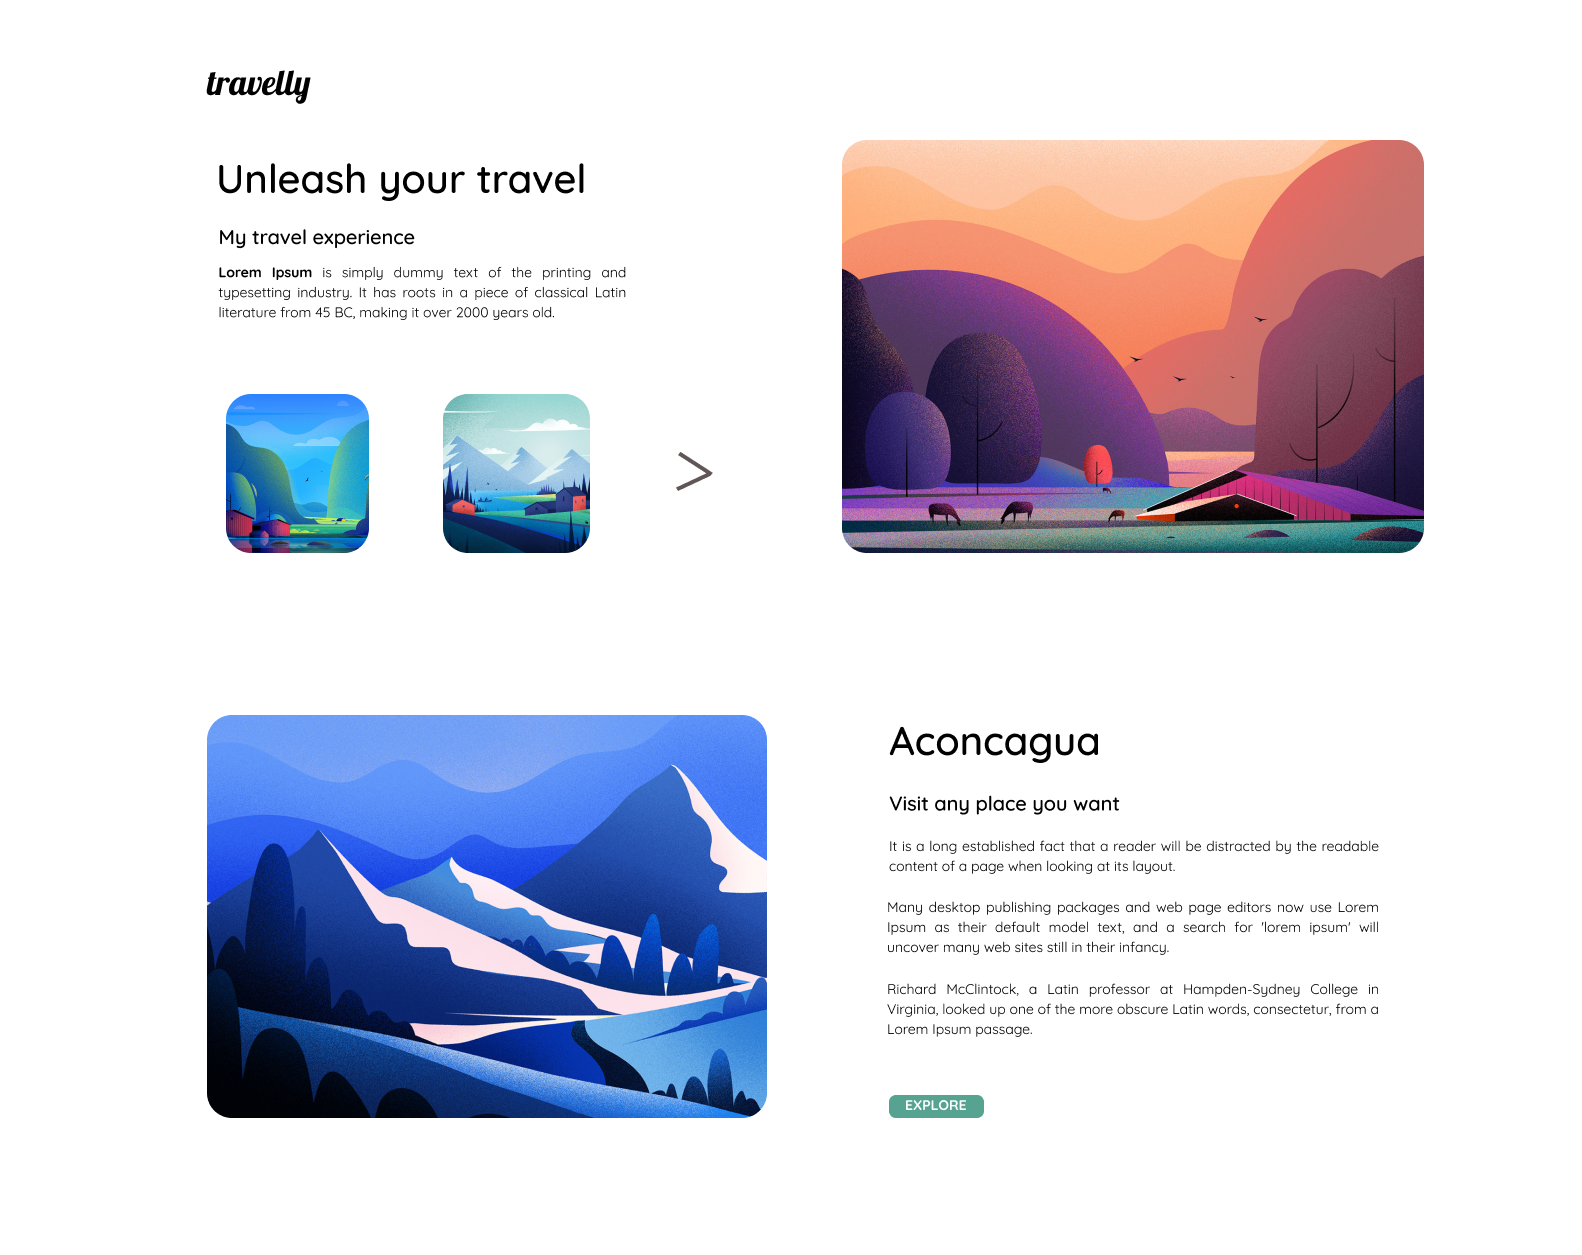 travelly
Unleash your travel
My travel experience
Lorem Ipsum is simply dummy text of the printing and
typesetting industry. It has roots in a piece of classical Latin
literature from 45 BC, making it over 2000 years old.
>
Aconcagua
Visit any place you want
It is a long established fact that a reader will be distracted by the readable
content of a page when looking at its layout.
Many desktop publishing packages and web page editors now use Lorem
Ipsum as their default model text, and a search for 'lorem ipsum' will
uncover many web sites still in their infancy.
Richard McClintock, a Latin professor at Hampden-Sydney College in
Virginia, looked up one of the more obscure Latin words, consectetur, from a
Lorem Ipsum passage.
EXPLORE